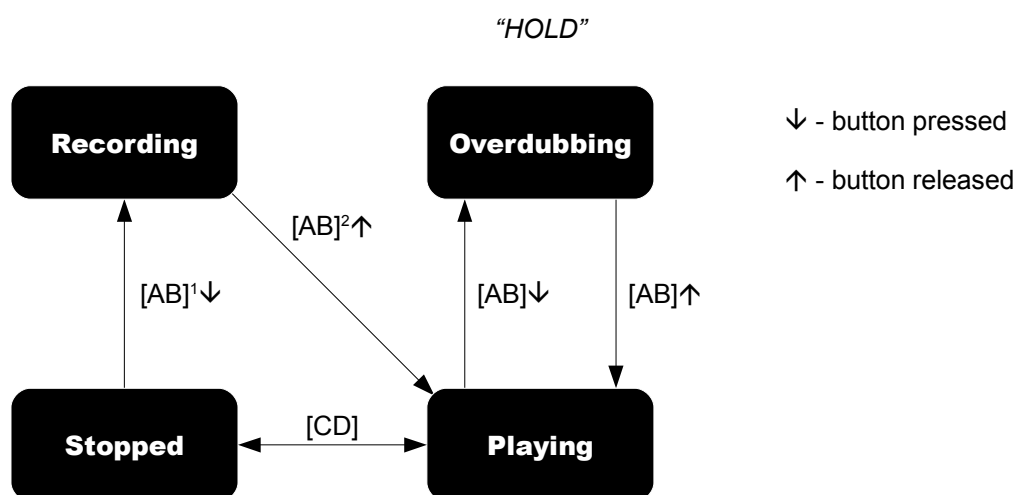 “HOLD”
Recording
Overdubbing
↓ - button pressed
↑ - button released
[AB]²↑
[AB]¹↓
[AB]↓
[AB]↑
Stopped
[CD]
Playing